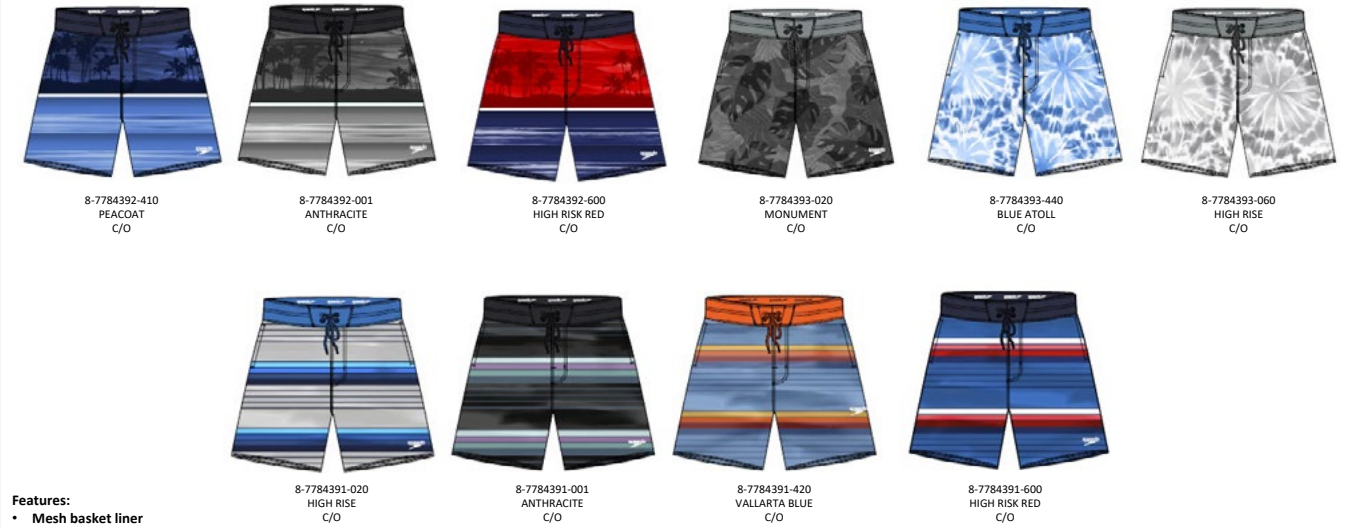 8-7784392-410
PEACOAT
C/O
8-7784392-001
ANTHRACITE
C/O
8-7784392-600
HIGH RISK RED
C/O
8-7784393-020
MONUMENT
C/O
8-7784393-440
BLUE ATOLL
C/O
8-7784393-060
HIGH RISE
C/O
8-7784391-020
HIGH RISE
C/O
8-7784391-001
ANTHRACITE
C/O
8-7784391-420
VALLARTA BLUE
C/O
8-7784391-600
HIGH RISK RED
C/O
Features:
• Mesh basket liner